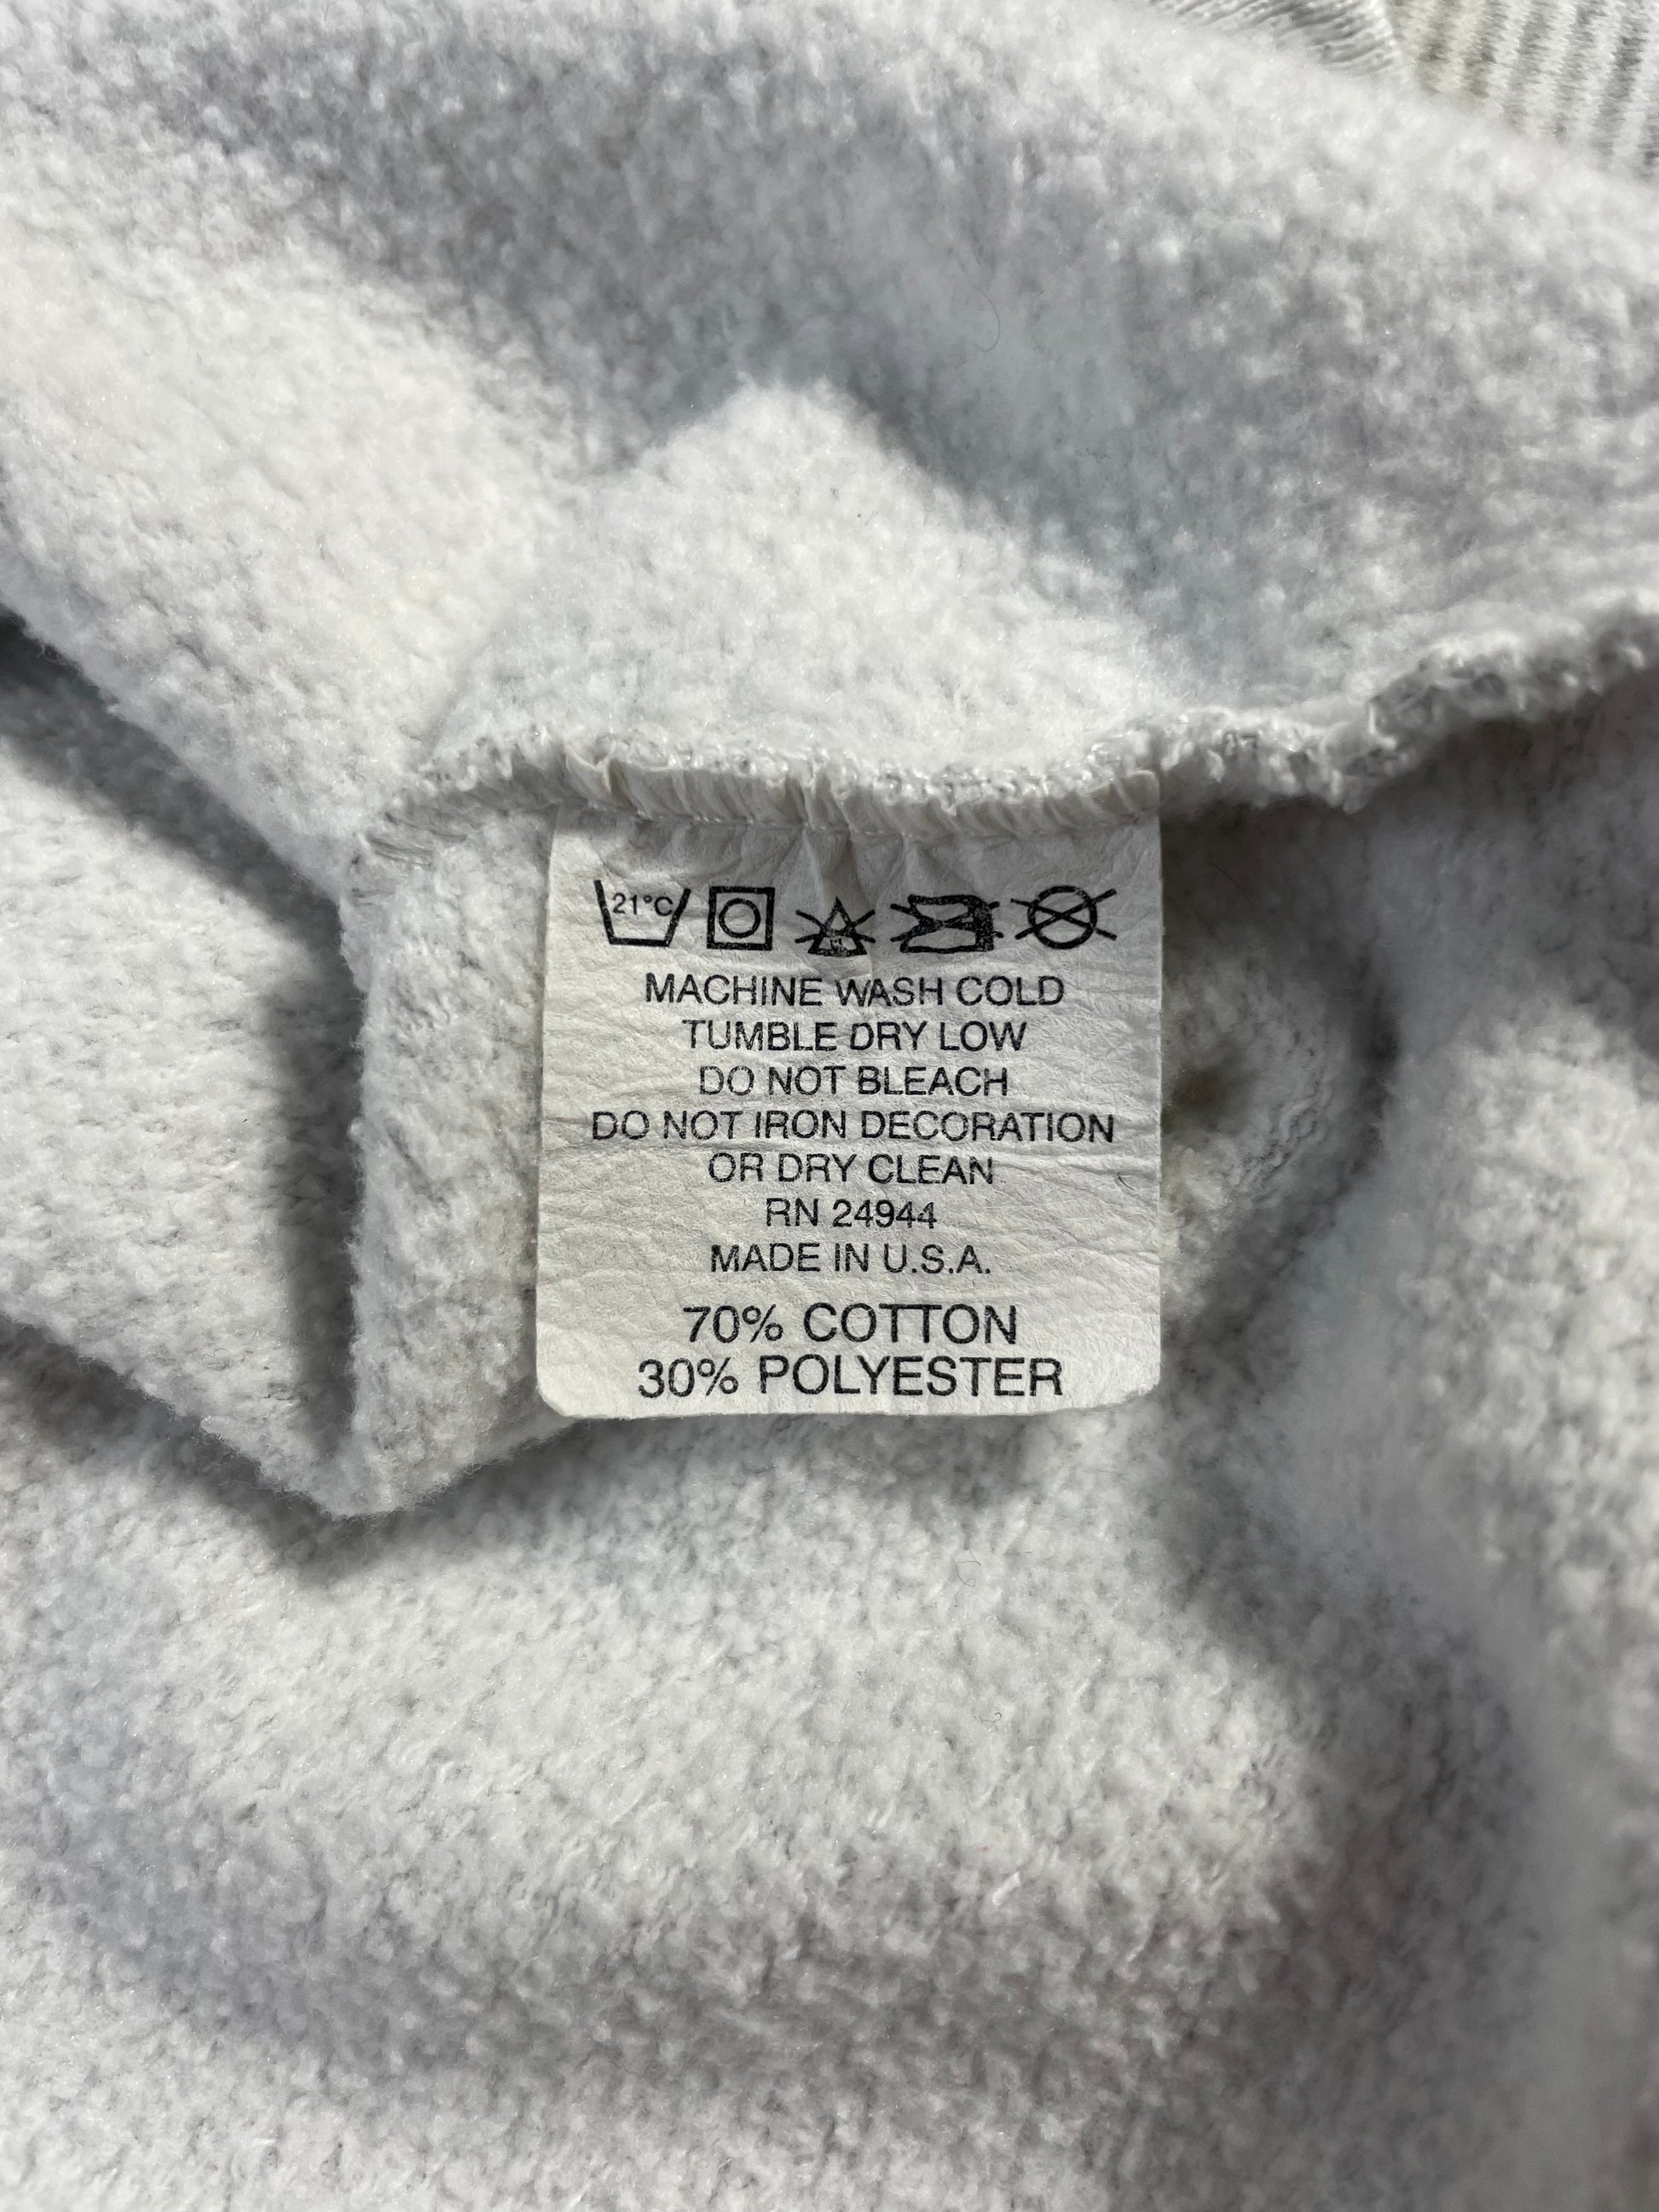 21°C
MACHINE WASH COLD
TUMBLE DRY LOW
DO NOT BLEACH
DO NOT IRON DECORATION
OR DRY CLEAN
RN 24944
MADE IN U.S.A.
70% COTTON
30% POLYESTER